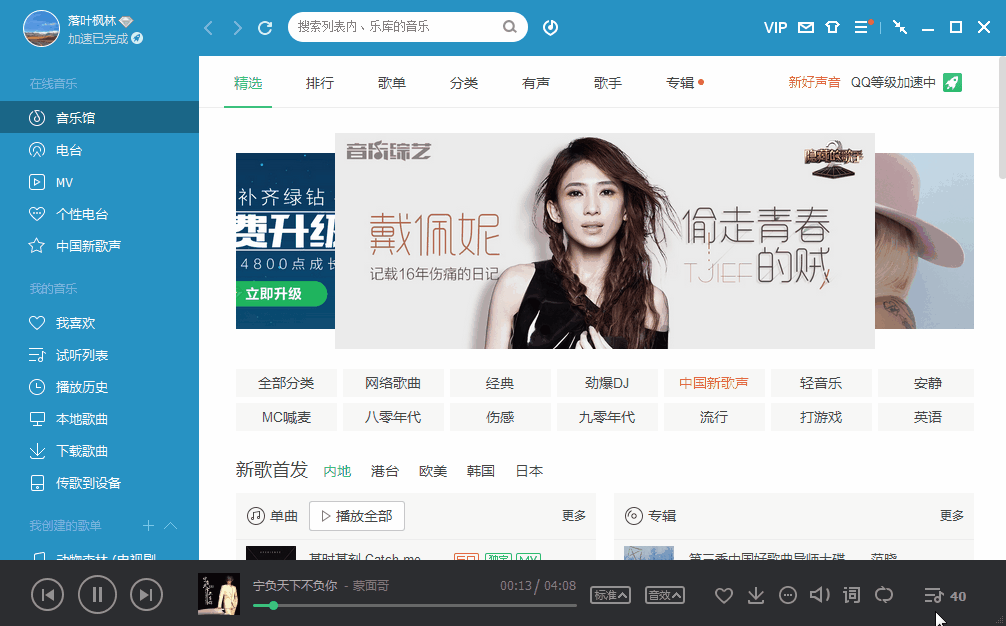 落叶枫林
加速已完成
搜索列表内、乐库的音乐
VIP
在线音乐
音乐馆
电台
MV
个性电台
中国新歌声
我的音乐
我喜欢
试听列表
播放历史
本地歌曲
下载歌曲
传歌到设备
我创建的歌单
动物森林 (电视剧
精选 排行 歌单 分类 有声 歌手 专辑
新好声音 QQ等级加速中
补齐绿钻
费升级
4800点成长
立即升级
音乐综艺
戴佩妮
记载16年伤痛的日记
偷走青春
TJIEF
的贼
隐藏的歌手
全部分类 网络歌曲 经典 劲爆DJ 中国新歌声 轻音乐 安静
MC喊麦 八零年代 伤感 九零年代 流行 打游戏 英语
新歌首发 内地 港台 欧美 韩国 日本
单曲 播放全部 更多
专辑 更多
某时某刻 Catch me
独家 MV
第三季中国好歌曲导师大碟
范晓
宁负天下不负你 - 蒙面哥
00:13 / 04:08
标准 音效
词
40